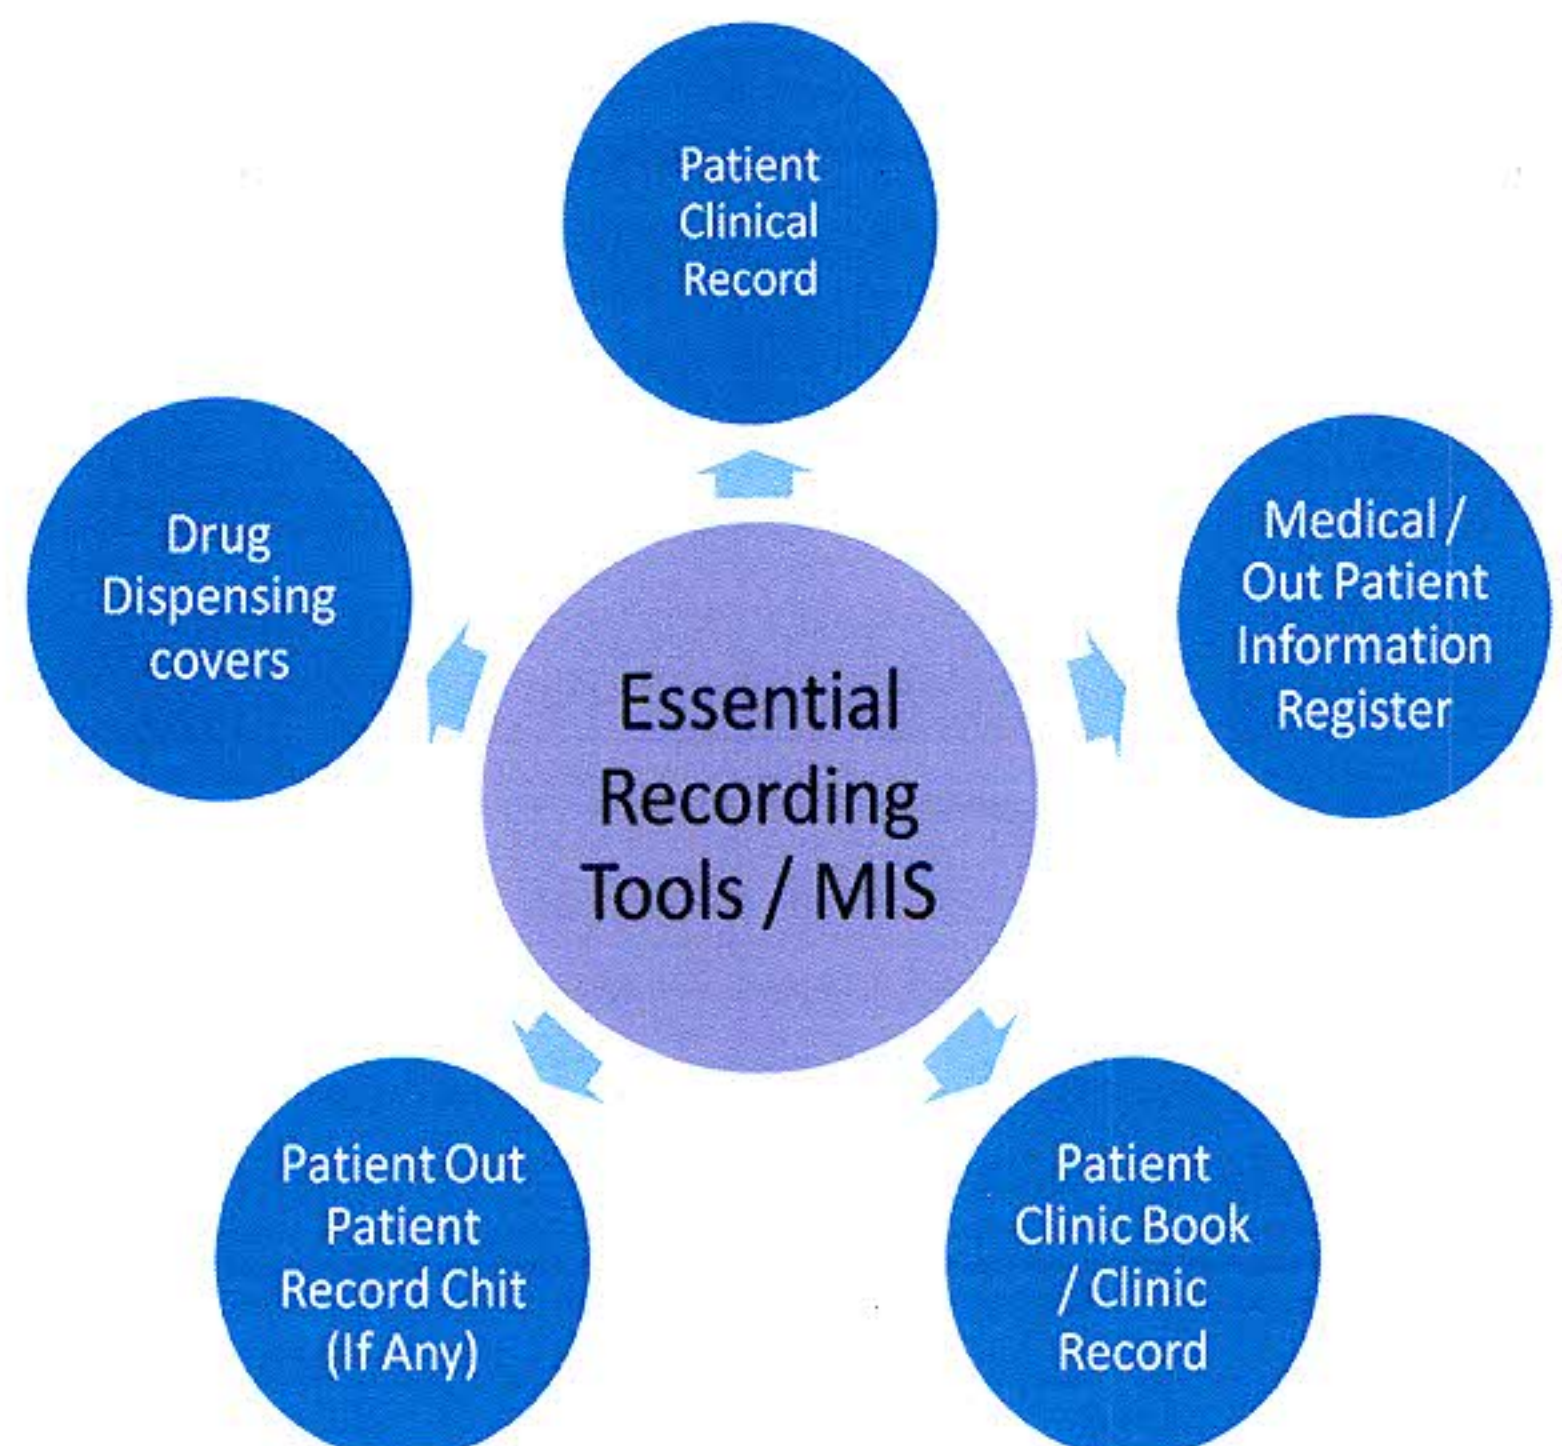 Patient
Clinical
Record
Drug
Dispensing
covers
Medical /
Out Patient
Information
Register
Essential
Recording
Tools / MIS
Patient Out
Patient
Record Chit
(If Any)
Patient
Clinic Book
/ Clinic
Record